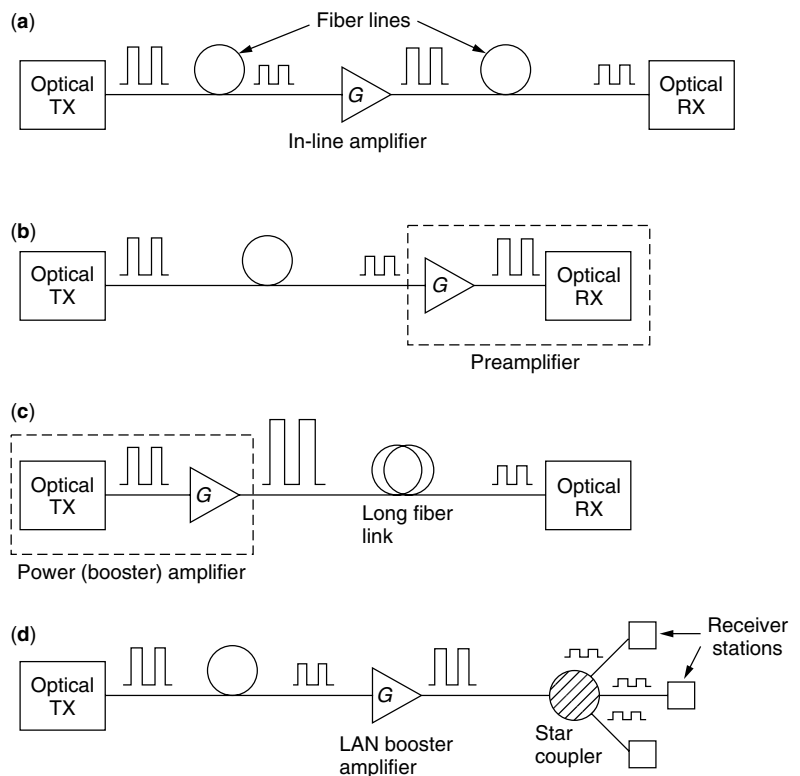 (a)
Fiber lines
Optical
TX
G
Optical
RX
In-line amplifier
(b)
Optical
TX
G
Optical
RX
Preamplifier
(c)
Optical
TX
G
Long fiber
link
Optical
RX
Power (booster) amplifier
(d)
Optical
TX
G
LAN booster
amplifier
Star
coupler
Receiver
stations